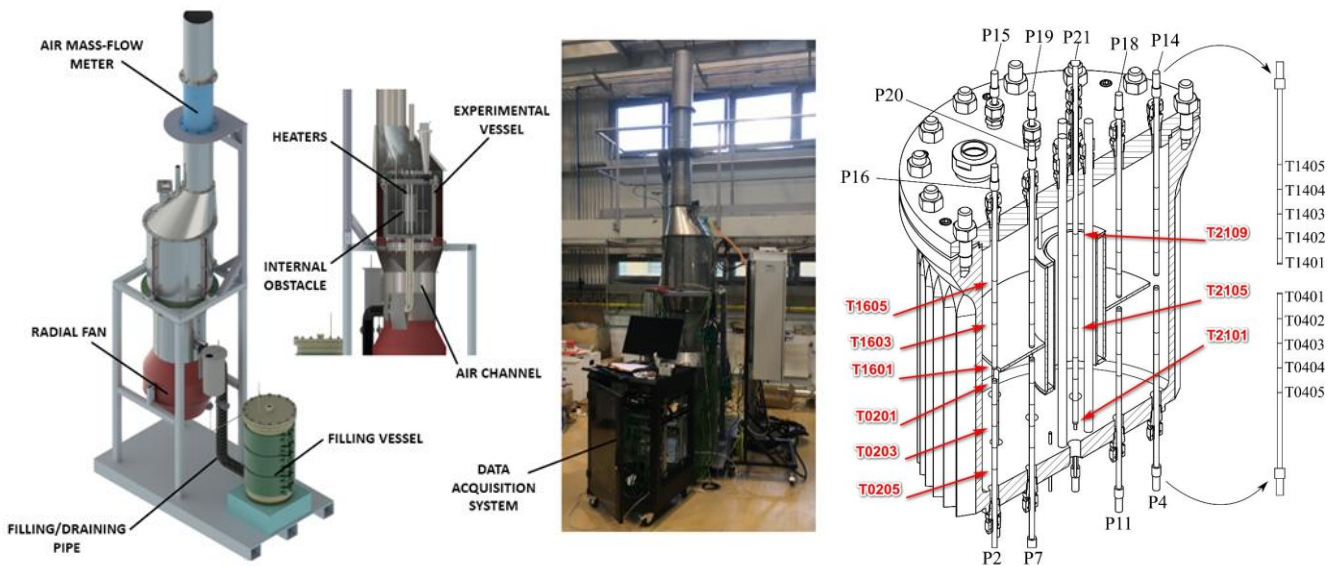 AIR MASS-FLOW
METER
RADIAL FAN
FILLING/DRAINING
PIPE
FILLING VESSEL
HEATERS
EXPERIMENTAL
VESSEL
INTERNAL
OBSTACLE
AIR CHANNEL
DATA
ACQUISITION
SYSTEM
P15
P19
P21
P18
P14
P20
P16
T2109
T1605
T2105
T1603
T2101
T1601
T0201
T0203
T0205
P2
P7
P11
P4
T1405
T1404
T1403
T1402
T1401
T0401
T0402
T0403
T0404
T0405